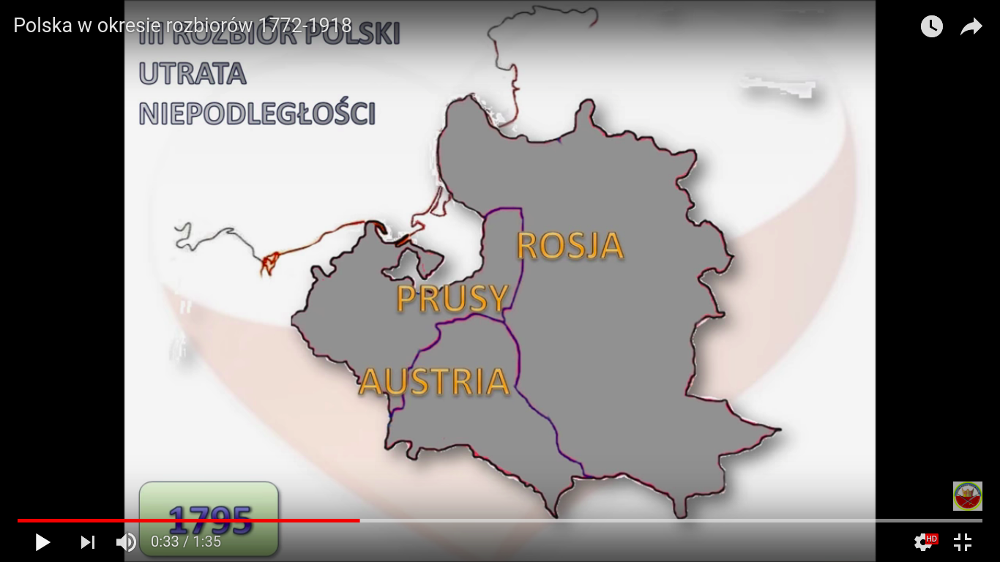 Polska w okresie rozbiorów 1772-1918
III ROZBIÓR POLSKI
UTRATA
NIEPODLEGŁOŚCI
ROSJA
PRUSY
AUSTRIA
1795
0:33 / 1:35
HD